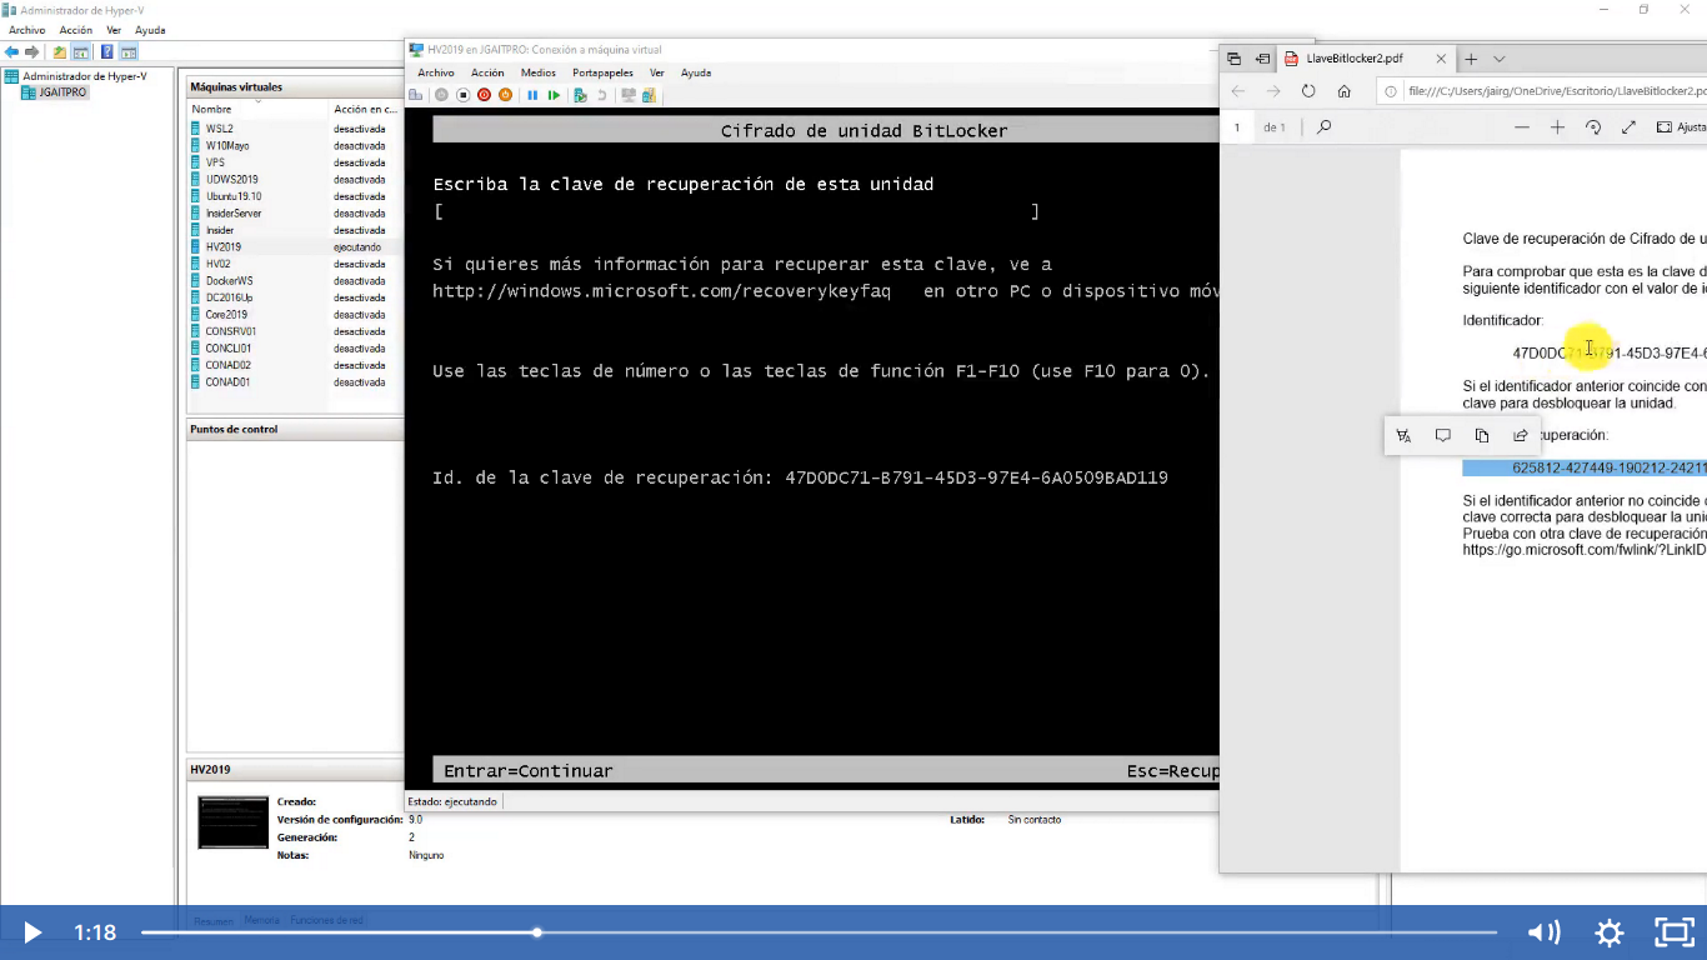 Administrador de Hyper-V
Archivo Acción Ver Ayuda
Administrador de Hyper-V
JGAITPRO
Máquinas virtuales
Nombre Acción en c...
WSL2 desactivada
W10Mayo desactivada
VPS desactivada
UDWS2019 desactivada
Ubuntu19.10 desactivada
InsiderServer desactivada
Insider desactivada
HV2019 ejecutando
HV02 desactivada
DockerWS desactivada
DC2016Up desactivada
Core2019 desactivada
CONSRV01 desactivada
CONCLI01 desactivada
CONAD02 desactivada
CONAD01 desactivada
Puntos de control
HV2019
Creado:
Versión de configuración: 9.0
Generación: 2
Notas: Ninguno
Latido: Sin contacto
Resumen Memoria Funciones de red
HV2019 en JGAITPRO: Conexión a máquina virtual
Archivo Acción Medios Portapapeles Ver Ayuda
Cifrado de unidad BitLocker
Escriba la clave de recuperación de esta unidad
[ ]
Si quieres más información para recuperar esta clave, ve a
http://windows.microsoft.com/recoverykeyfaq en otro PC o dispositivo móv
Use las teclas de número o las teclas de función F1-F10 (use F10 para 0).
Id. de la clave de recuperación: 47D0DC71-B791-45D3-97E4-6A0509BAD119
Entrar=Continuar Esc=Recup
Estado: ejecutando
LlaveBitlocker2.pdf
file:///C:/Users/jairg/OneDrive/Escritorio/LlaveBitlocker2.pd
1 de 1 Ajusta
Clave de recuperación de Cifrado de u
Para comprobar que esta es la clave d
siguiente identificador con el valor de i
Identificador:
47D0DC71-B791-45D3-97E4-6
Si el identificador anterior coincide con
clave para desbloquear la unidad.
uperación:
625812-427449-190212-24211
Si el identificador anterior no coincide
clave correcta para desbloquear la uni
Prueba con otra clave de recuperación
https://go.microsoft.com/fwlink/?LinkID
1:18